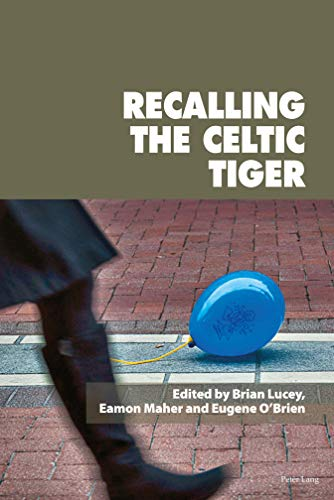 RECALLING
THE CELTIC
TIGER
Edited by Brian Lucey,
Eamon Maher and Eugene O'Brien
Peter Lang